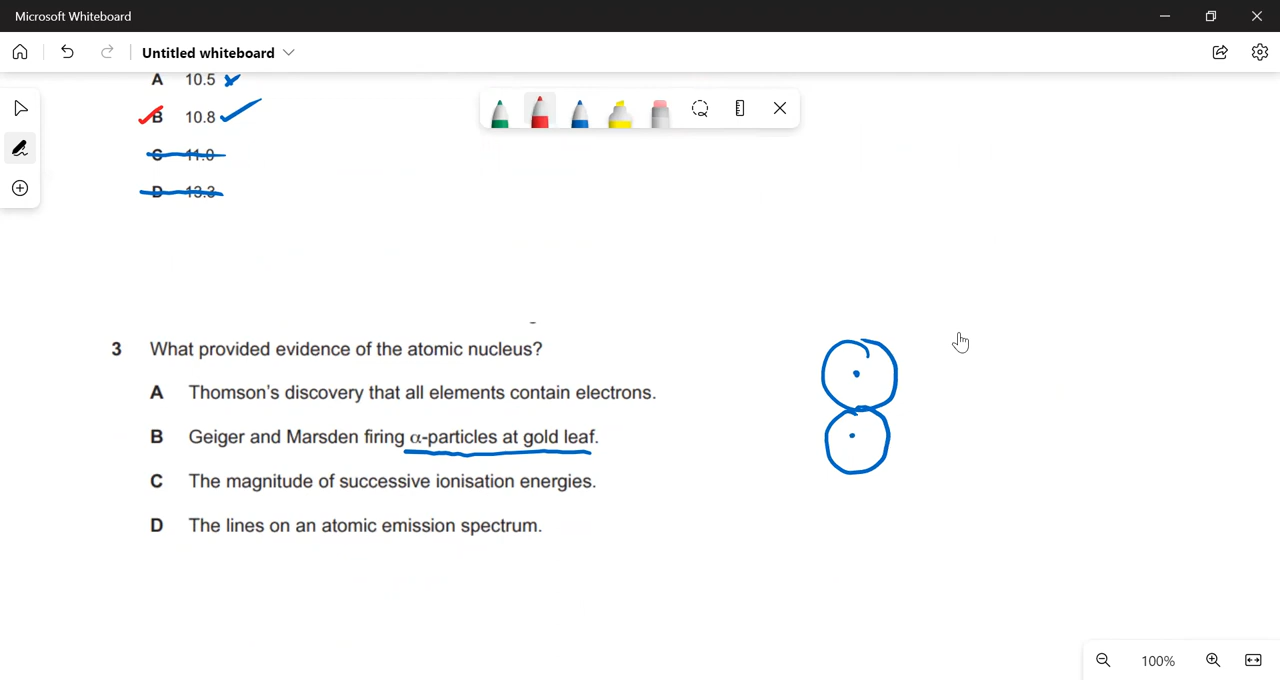 Microsoft Whiteboard
Untitled whiteboard
A 10.5
B 10.8
C 11.0
D 13.3
3 What provided evidence of the atomic nucleus?
A Thomson's discovery that all elements contain electrons.
B Geiger and Marsden firing α-particles at gold leaf.
C The magnitude of successive ionisation energies.
D The lines on an atomic emission spectrum.
100%